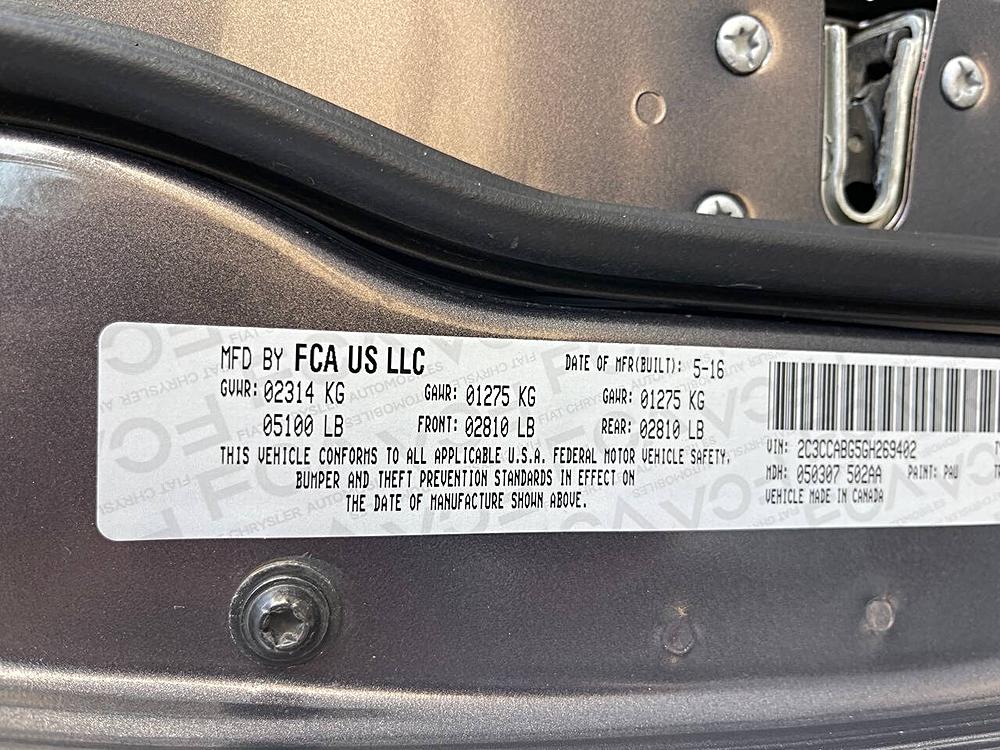 MFD BY FCA US LLC DATE OF MFR(BUILT): 5-16
GVWR: 02314 KG GAWR: 01275 KG GAWR: 01275 KG
05100 LB FRONT: 02810 LB REAR: 02810 LB
THIS VEHICLE CONFORMS TO ALL APPLICABLE U.S.A. FEDERAL MOTOR VEHICLE SAFETY,
BUMPER AND THEFT PREVENTION STANDARDS IN EFFECT ON
THE DATE OF MANUFACTURE SHOWN ABOVE.
VIN: 2C3CCABG5GH269402
MDH: 050307 502AA PAINT: PAU
VEHICLE MADE IN CANADA